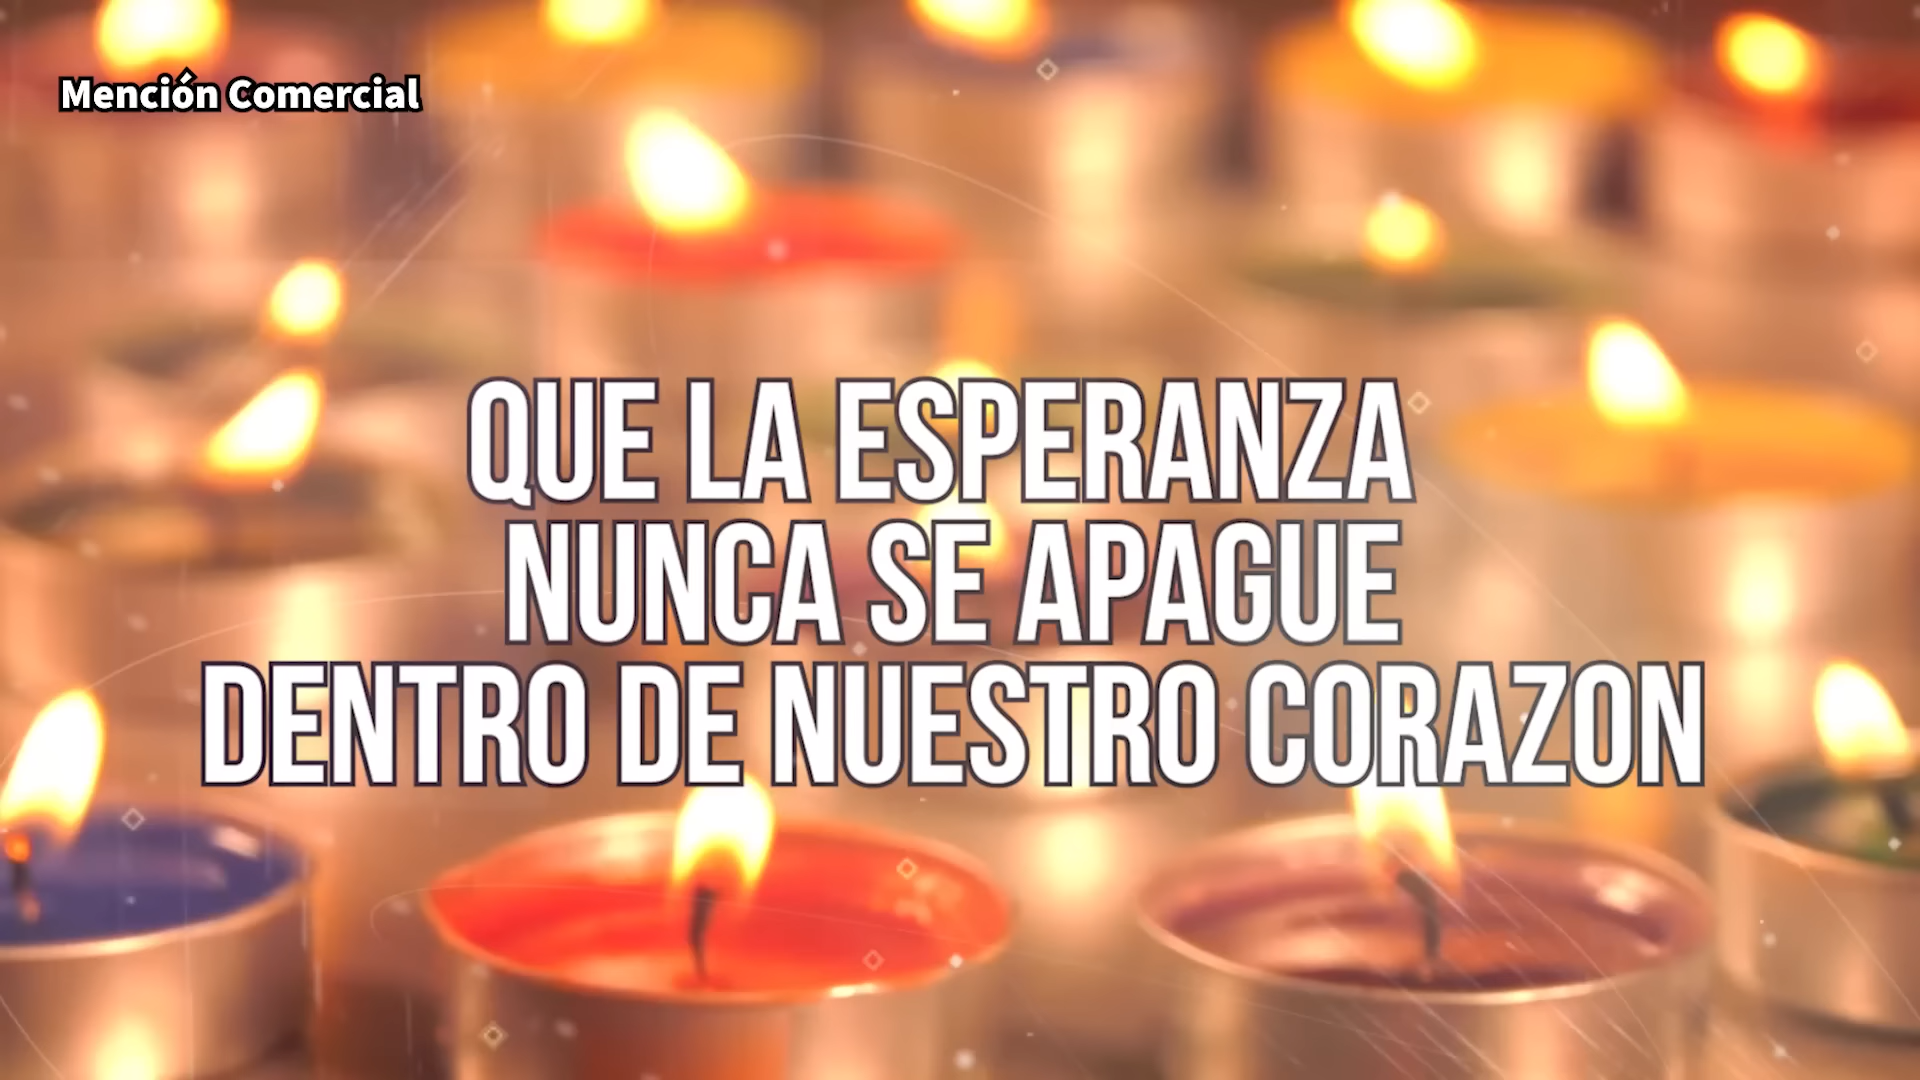 Mención Comercial
QUE LA ESPERANZA
NUNCA SE APAGUE
DENTRO DE NUESTRO CORAZON